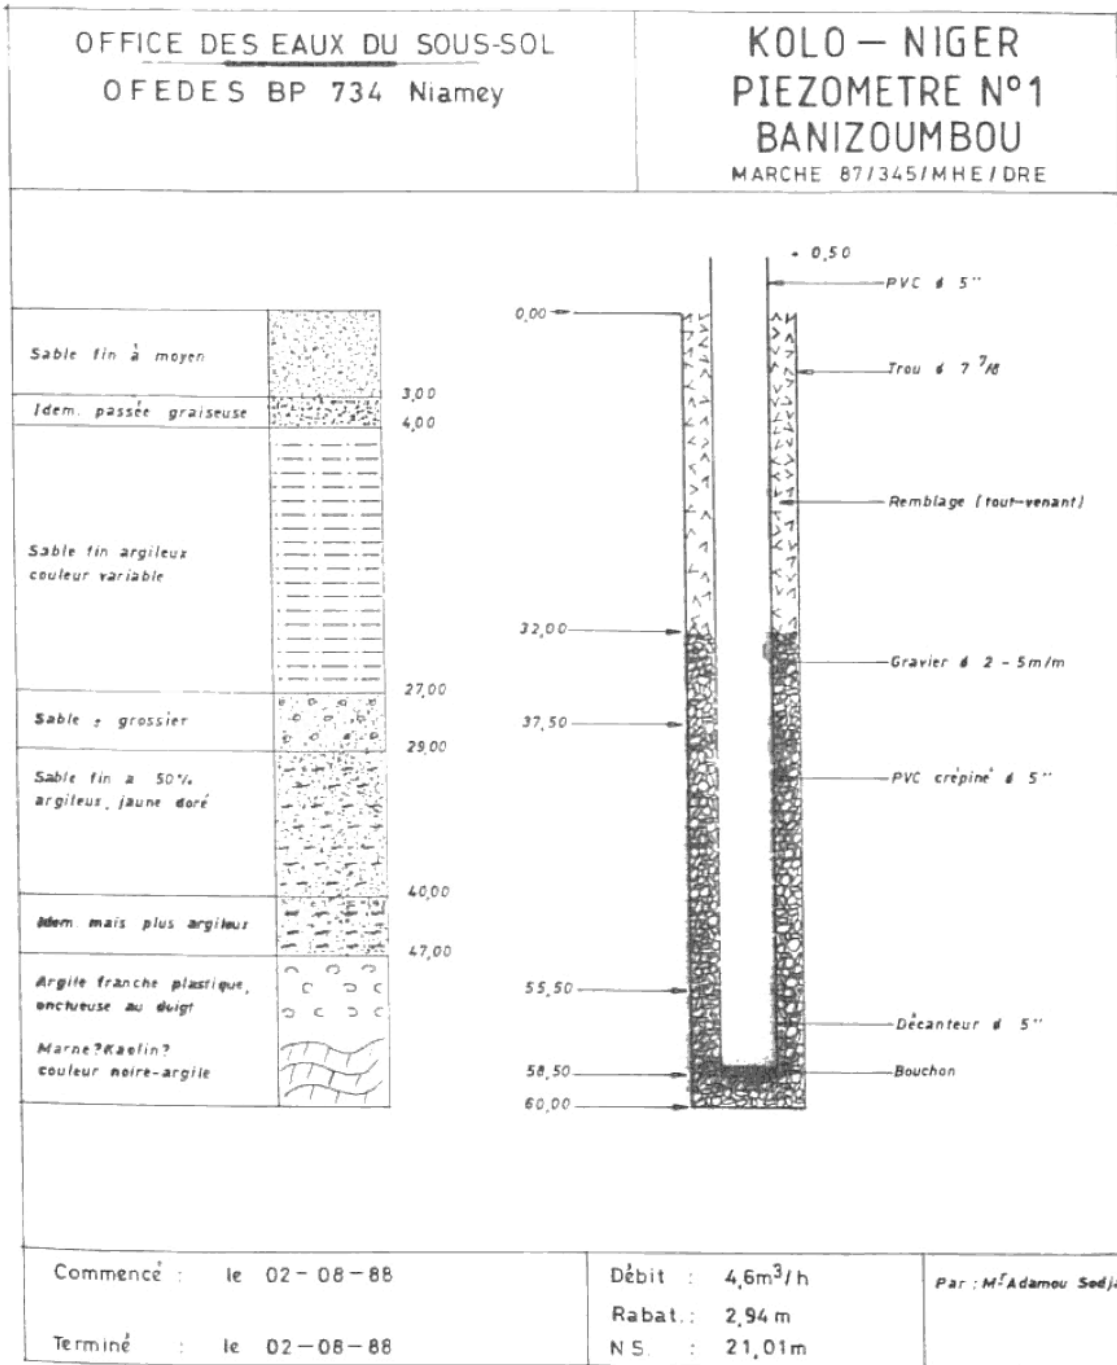 OFFICE DES EAUX DU SOUS-SOL
OFEDES BP 734 Niamey
KOLO — NIGER
PIEZOMETRE N°1
BANIZOUMBOU
MARCHE 87/345/MHE/DRE
Sable fin à moyen
3,00
Idem. passée graiseuse
4,00
Sable fin argileux
couleur variable
27,00
Sable : grossier
29,00
Sable fin a 50%
argileus, jaune doré
40,00
Idem. mais plus argileux
47,00
Argile franche plastique,
onctueuse au doigt
Marne?Kaolin?
couleur noire-argile
0,00
32,00
37,50
55,50
58,50
60,00
+ 0,50
PVC ø 5"
Trou ø 7 7/8
Remblage (tout-venant)
Gravier ø 2 - 5m/m
PVC crépiné ø 5"
Décanteur ø 5"
Bouchon
Commencé : le 02-08-88
Terminé : le 02-08-88
Débit : 4,6m³/h
Rabat. : 2,94 m
N S. : 21,01m
Par : Mr Adamou